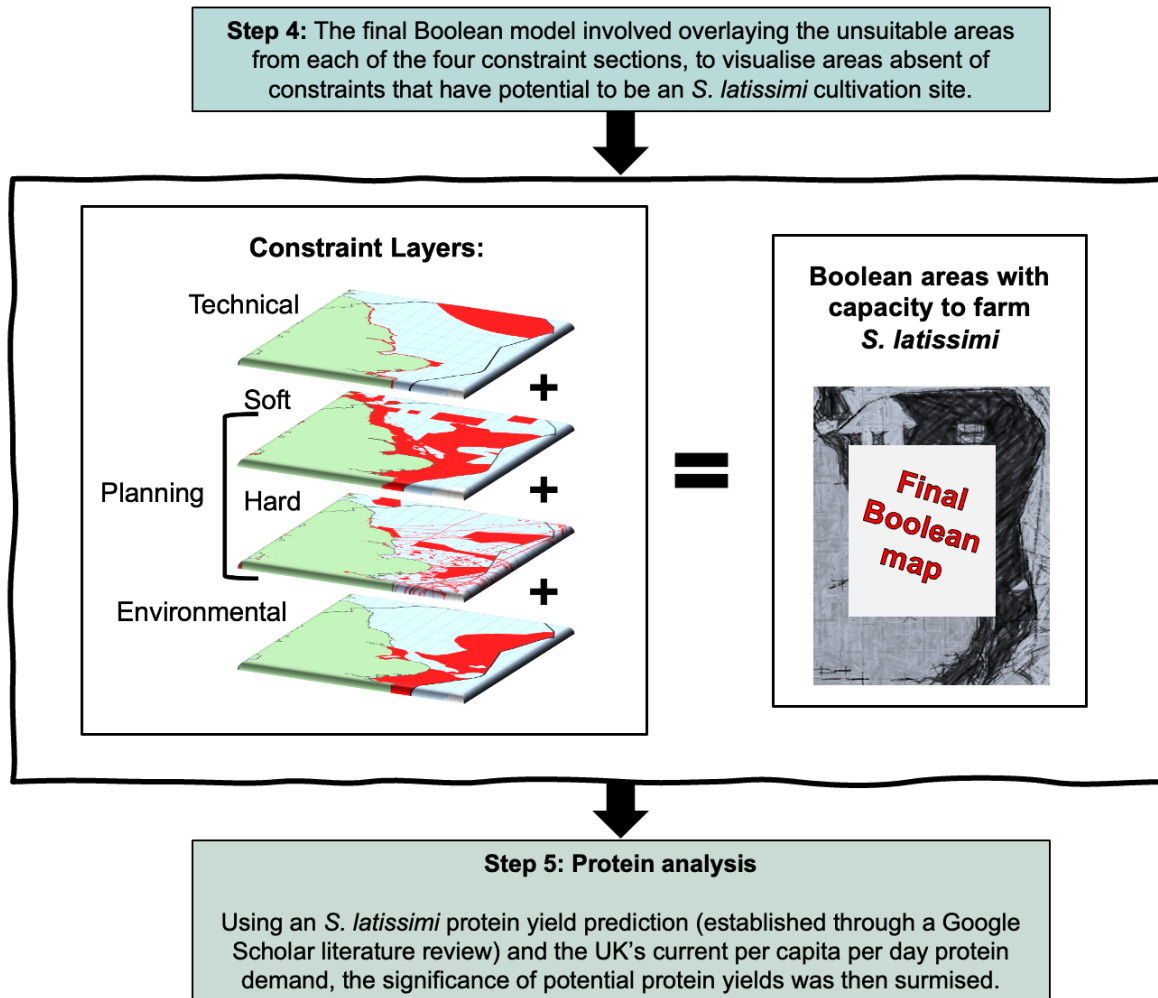 Step 4: The final Boolean model involved overlaying the unsuitable areas
from each of the four constraint sections, to visualise areas absent of
constraints that have potential to be an S. latissimi cultivation site.
Constraint Layers:
Technical
+
Soft
+
Planning
Hard
+
Environmental
=
Boolean areas with
capacity to farm
S. latissimi
Final
Boolean
map
Step 5: Protein analysis
Using an S. latissimi protein yield prediction (established through a Google
Scholar literature review) and the UK’s current per capita per day protein
demand, the significance of potential protein yields was then surmised.